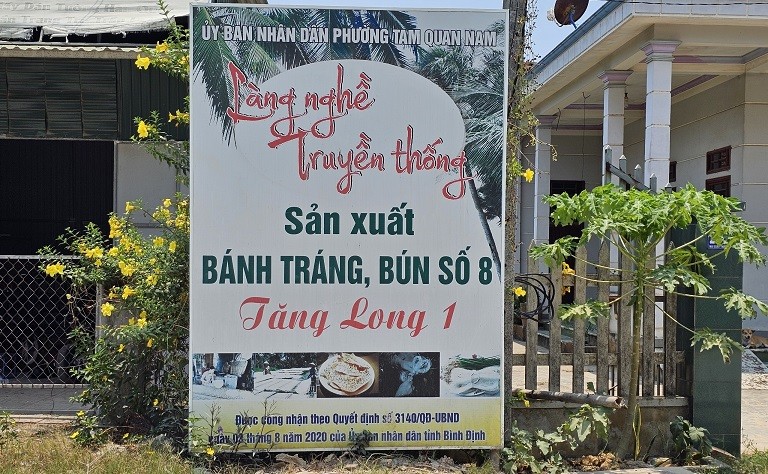 ỦY BAN NHÂN DÂN PHƯỜNG TAM QUAN NAM
Làng nghề
Truyền thống
Sản xuất
BÁNH TRÁNG, BÚN SỐ 8
Tăng Long 1
Được công nhận theo Quyết định số 3140/QĐ-UBND
ngày 03 tháng 8 năm 2020 của Ủy ban nhân dân tỉnh Bình Định